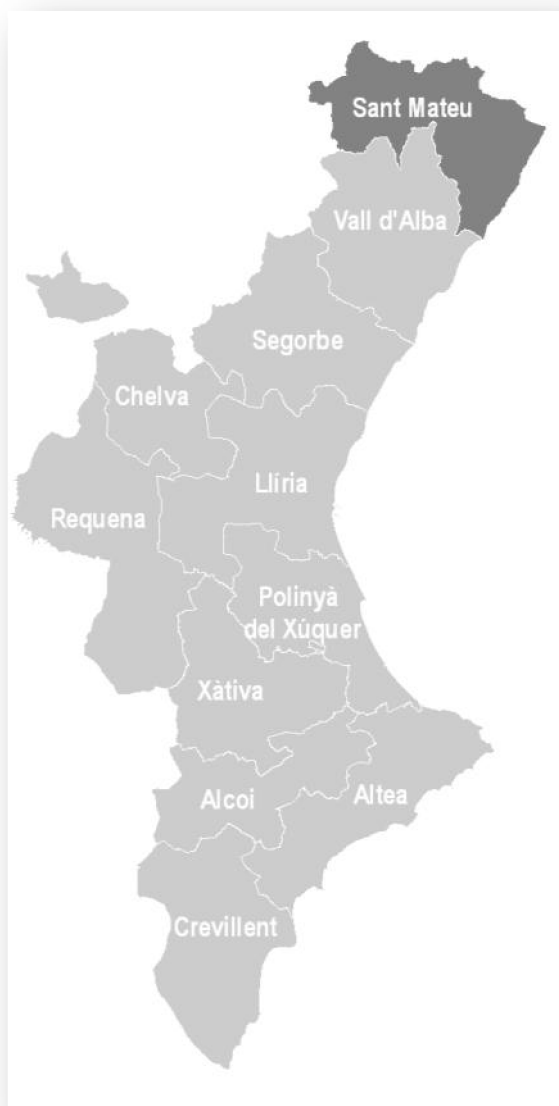 Sant Mateu
Vall d'Alba
Segorbe
Chelva
Llíria
Requena
Polinyà
del Xúquer
Xàtiva
Alcoi
Altea
Crevillent